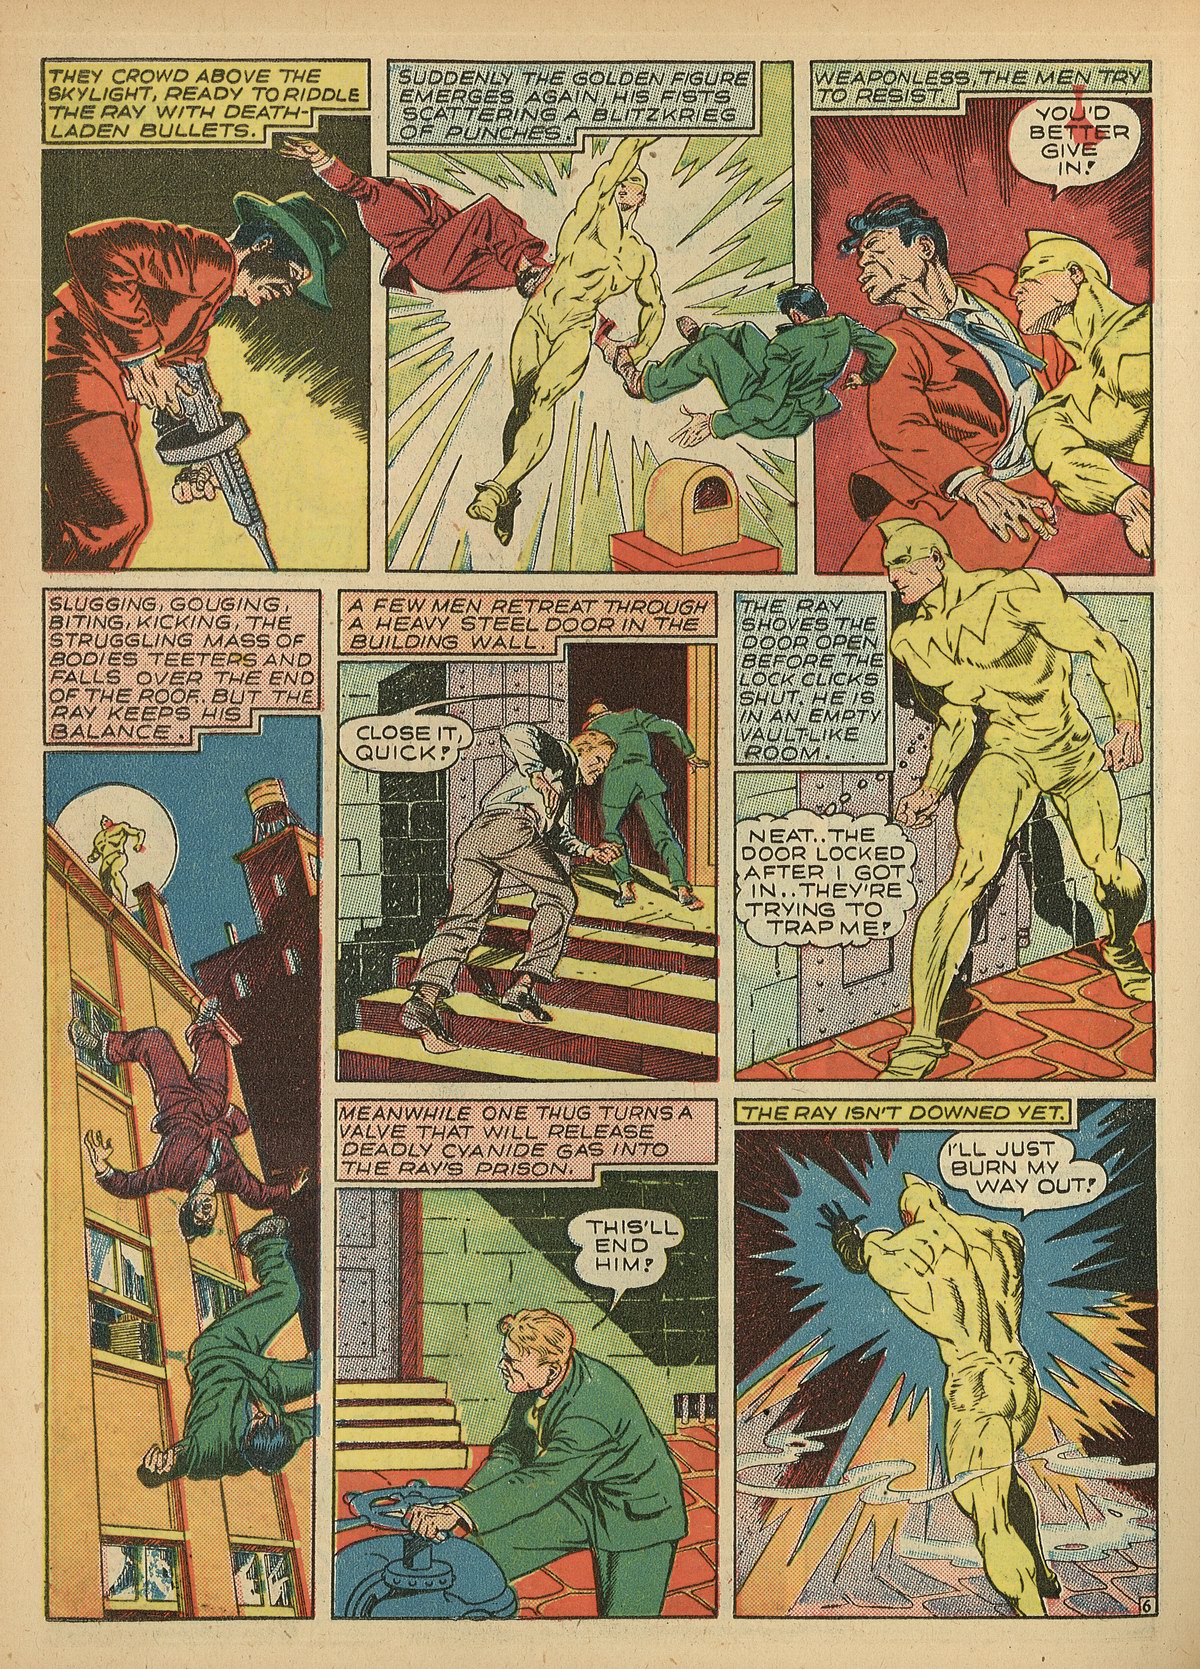 THEY CROWD ABOVE THE
SKYLIGHT, READY TO RIDDLE
THE RAY WITH DEATH-
LADEN BULLETS.
SUDDENLY THE GOLDEN FIGURE
EMERGES AGAIN, HIS FISTS
SCATTERING A BLITZKRIEG
OF PUNCHES.
WEAPONLESS, THE MEN TRY
TO RESIST.
YOU'D
BETTER
GIVE
IN!
SLUGGING, GOUGING,
BITING, KICKING, THE
STRUGGLING MASS OF
BODIES TEETERS AND
FALLS OVER THE END
OF THE ROOF. BUT THE
RAY KEEPS HIS
BALANCE.
A FEW MEN RETREAT THROUGH
A HEAVY STEEL DOOR IN THE
BUILDING WALL.
CLOSE IT,
QUICK!
THE RAY
SHOVES THE
DOOR OPEN
BEFORE THE
LOCK CLICKS
SHUT. HE IS
IN AN EMPTY
VAULTLIKE
ROOM.
NEAT.. THE
DOOR LOCKED
AFTER I GOT
IN.. THEY'RE
TRYING TO
TRAP ME!
MEANWHILE ONE THUG TURNS A
VALVE THAT WILL RELEASE
DEADLY CYANIDE GAS INTO
THE RAY'S PRISON.
THIS'LL
END
HIM!
THE RAY ISN'T DOWNED YET.
I'LL JUST
BURN MY
WAY OUT!
6